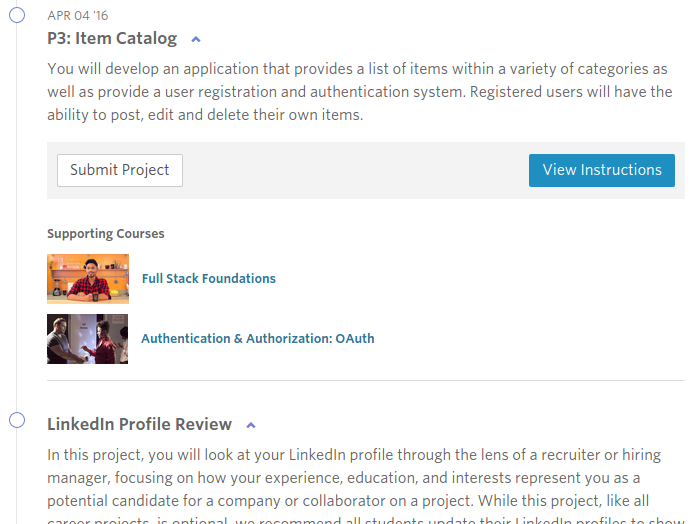 APR 04 '16
P3: Item Catalog
You will develop an application that provides a list of items within a variety of categories as
well as provide a user registration and authentication system. Registered users will have the
ability to post, edit and delete their own items.
Submit Project
View Instructions
Supporting Courses
Full Stack Foundations
Authentication & Authorization: OAuth
LinkedIn Profile Review
In this project, you will look at your LinkedIn profile through the lens of a recruiter or hiring
manager, focusing on how your experience, education, and interests represent you as a
potential candidate for a company or collaborator on a project. While this project, like all
career projects, is optional, we recommend all students update their LinkedIn profiles to show